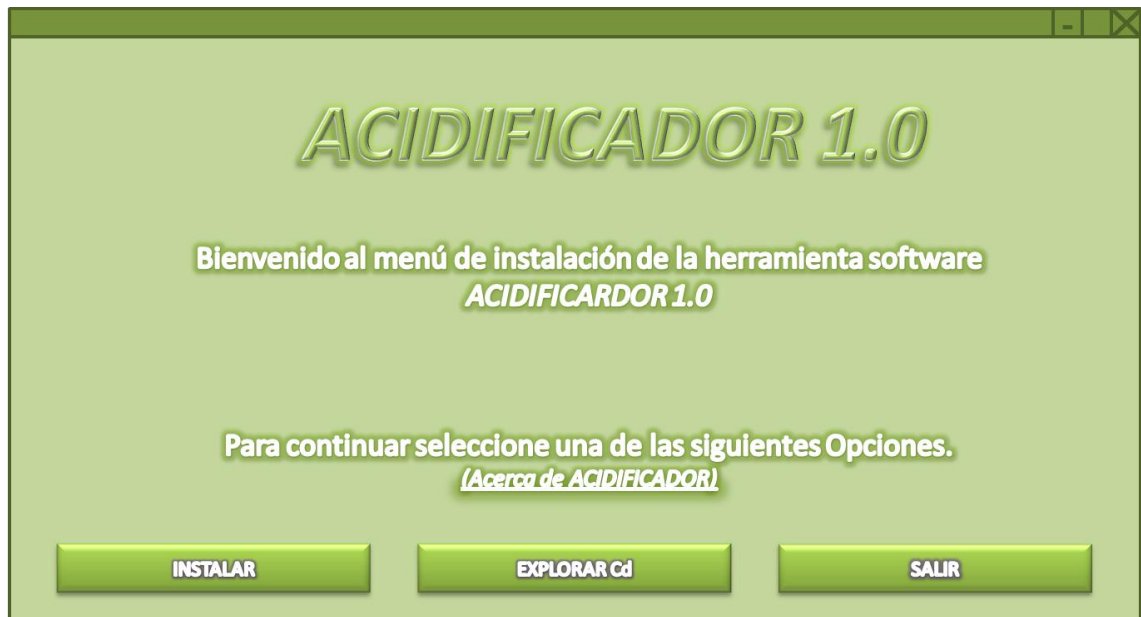 ACIDIFICADOR 1.0
Bienvenido al menú de instalación de la herramienta software
ACIDIFICARDOR 1.0
Para continuar seleccione una de las siguientes Opciones.
(Acerca de ACIDIFICADOR)
INSTALAR
EXPLORAR Cd
SALIR